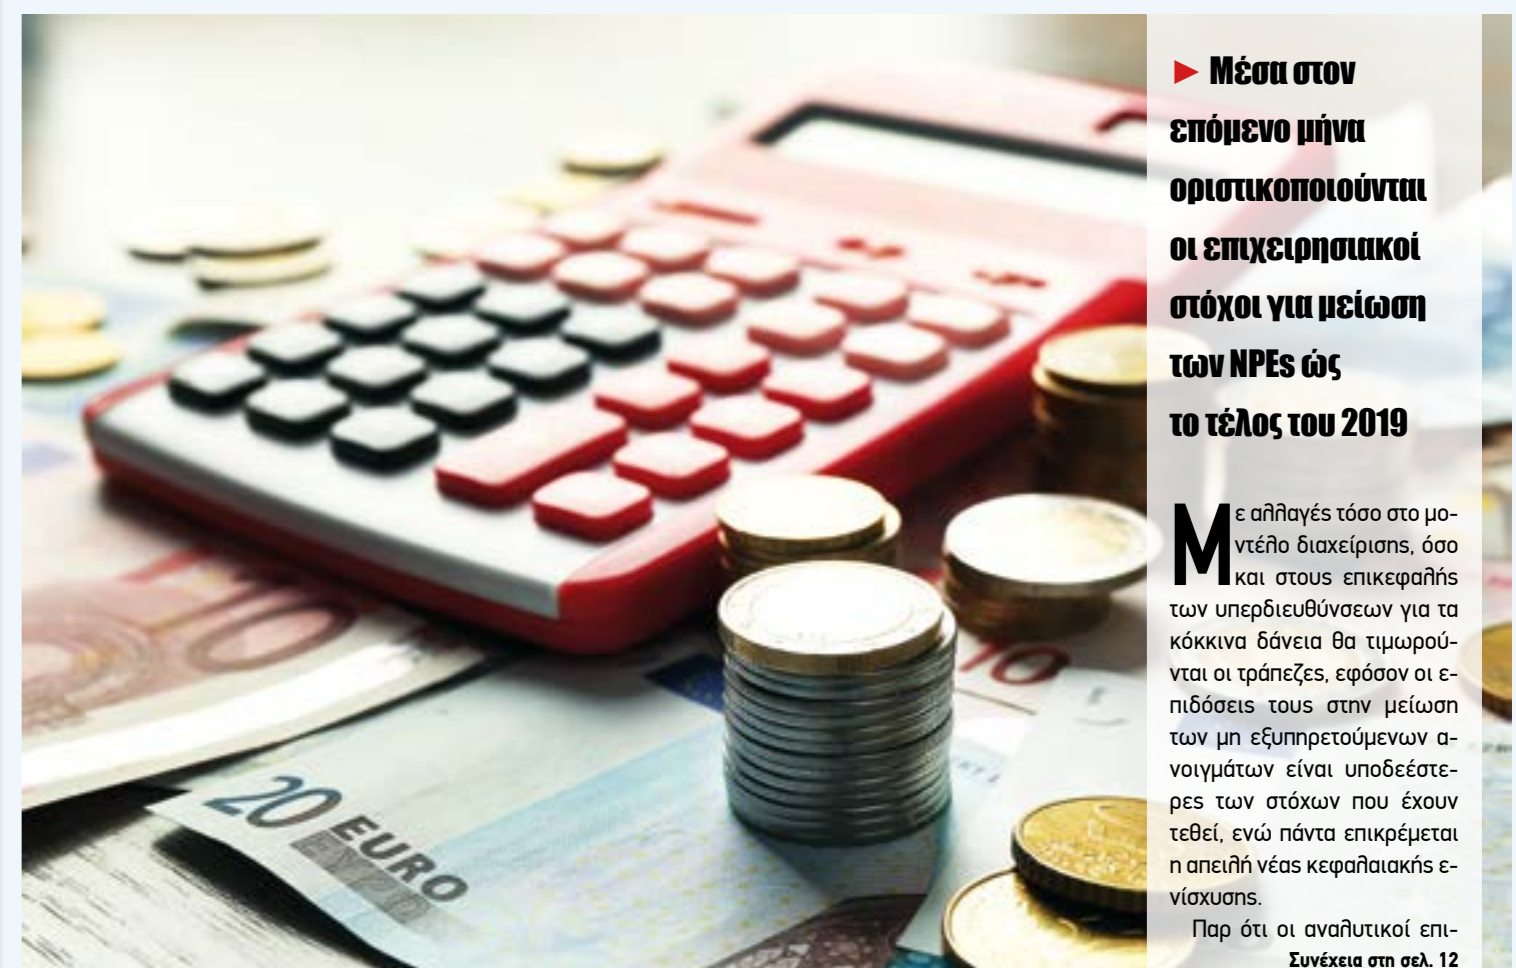 ► Μέσα στον
επόμενο μήνα
οριστικοποιούνται
οι επιχειρησιακοί
στόχοι για μείωση
των NPEs ώς
το τέλος του 2019
Με αλλαγές τόσο στο μο-
ντέλο διαχείρισης, όσο
και στους επικεφαλής
των υπερδιευθύνσεων για τα
κόκκινα δάνεια θα τιμωρού-
νται οι τράπεζες, εφόσον οι ε-
πιδόσεις τους στην μείωση
των μη εξυπηρετούμενων α-
νοιγμάτων είναι υποδεέστε-
ρες των στόχων που έχουν
τεθεί, ενώ πάντα επικρέμεται
η απειλή νέας κεφαλαιακής ε-
νίσχυσης.
Παρ ότι οι αναλυτικοί επι-
Συνέχεια στη σελ. 12
20 EURO
ΕΥΡΩ
10